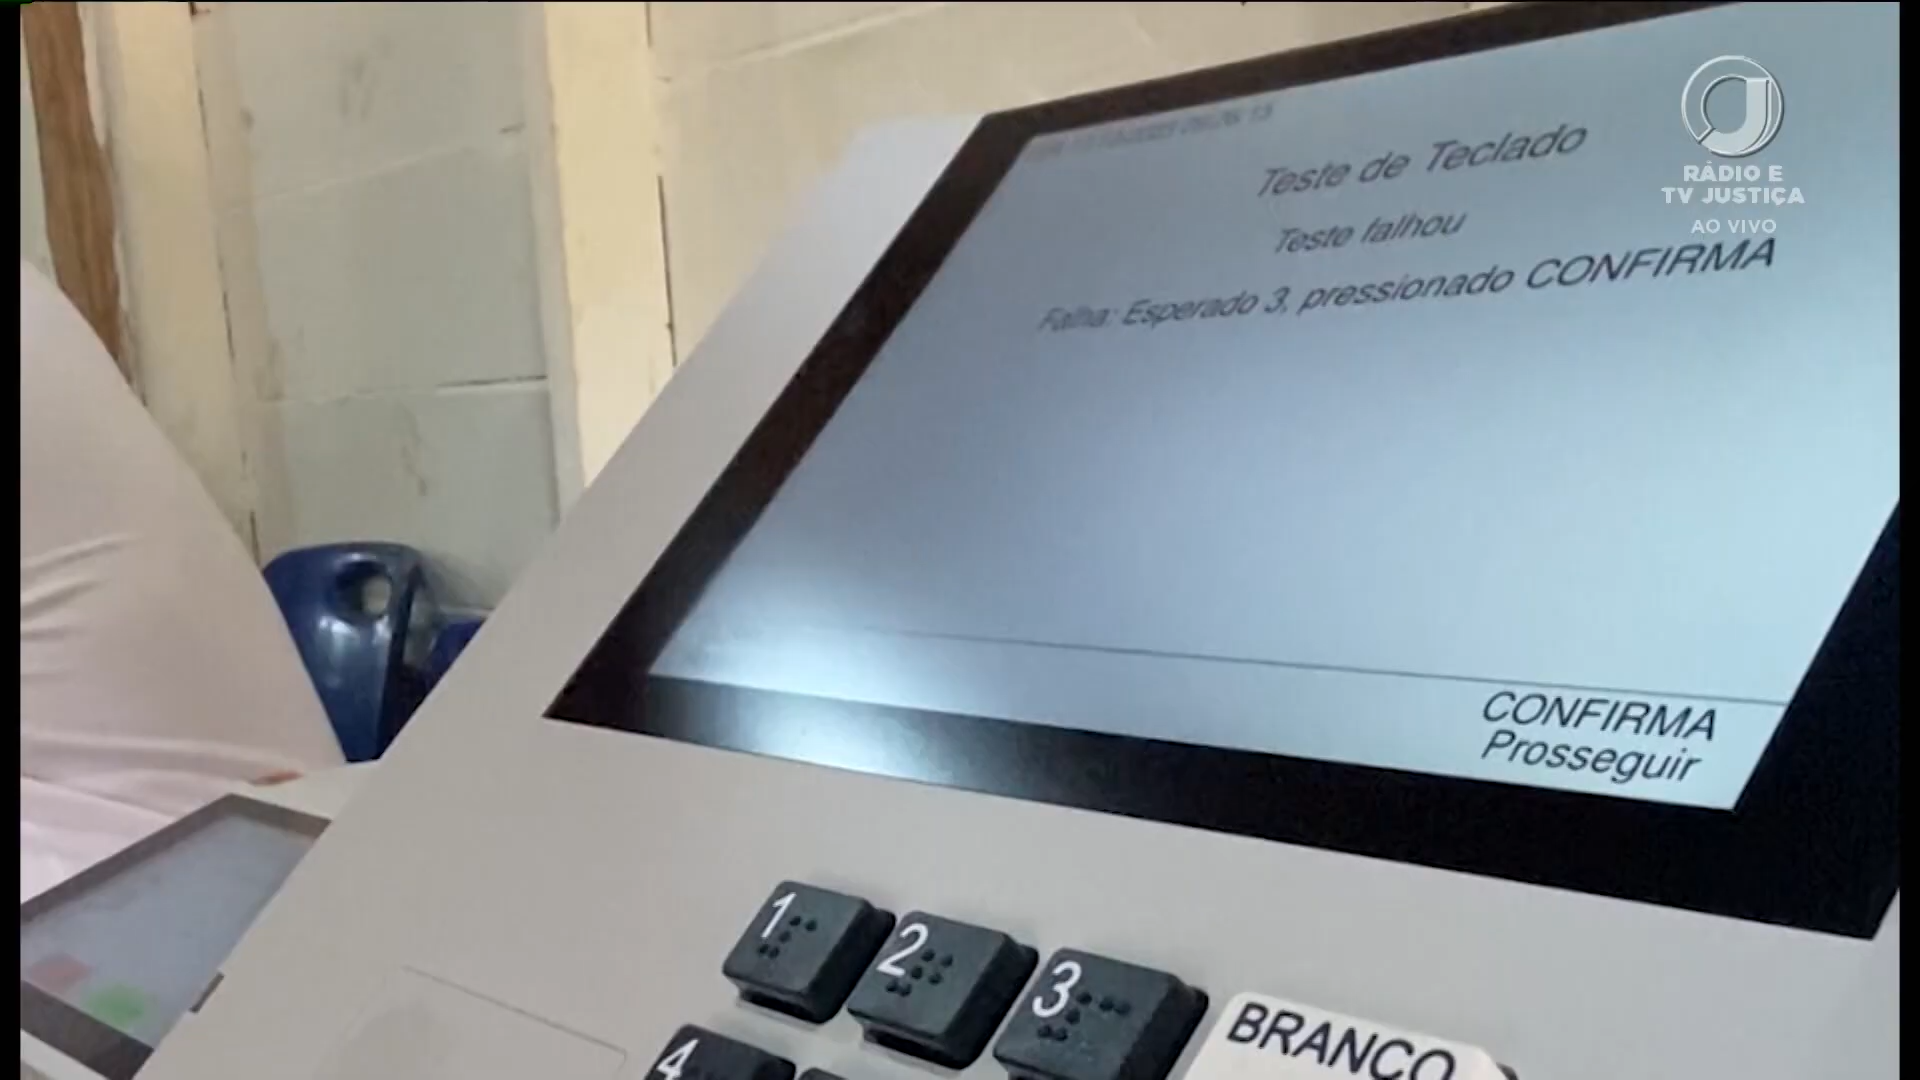 Teste de Teclado
Teste falhou
Falha: Esperado 3, pressionado CONFIRMA
CONFIRMA
Prosseguir
RÁDIO E
TV JUSTIÇA
AO VIVO
1
2
3
BRANCO
4